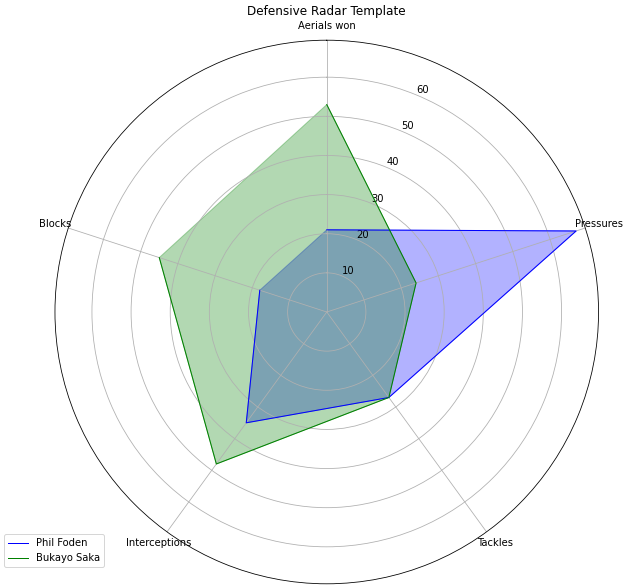 Defensive Radar Template
Aerials won
60
50
40
30
20
10
Blocks
Pressures
Interceptions
Tackles
Phil Foden
Bukayo Saka